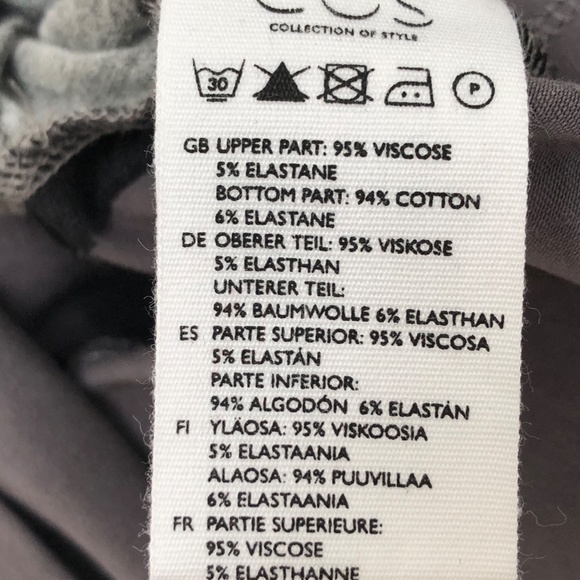 COLLECTION OF STYLE
30 P
GB UPPER PART: 95% VISCOSE
5% ELASTANE
BOTTOM PART: 94% COTTON
6% ELASTANE
DE OBERER TEIL: 95% VISKOSE
5% ELASTHAN
UNTERER TEIL:
94% BAUMWOLLE 6% ELASTHAN
ES PARTE SUPERIOR: 95% VISCOSA
5% ELASTÁN
PARTE INFERIOR:
94% ALGODÓN 6% ELASTÁN
FI YLÄOSA: 95% VISKOOSIA
5% ELASTAANIA
ALAOSA: 94% PUUVILLAA
6% ELASTAANIA
FR PARTIE SUPERIEURE:
95% VISCOSE
5% ELASTHANNE